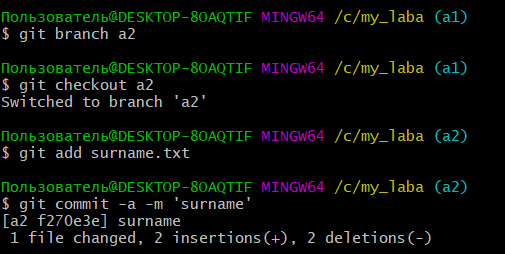 Пользователь@DESKTOP-8OAQTIF MINGW64 /c/my_laba (a1)
$ git branch a2
Пользователь@DESKTOP-8OAQTIF MINGW64 /c/my_laba (a1)
$ git checkout a2
Switched to branch 'a2'
Пользователь@DESKTOP-8OAQTIF MINGW64 /c/my_laba (a2)
$ git add surname.txt
Пользователь@DESKTOP-8OAQTIF MINGW64 /c/my_laba (a2)
$ git commit -a -m 'surname'
[a2 f270e3e] surname
 1 file changed, 2 insertions(+), 2 deletions(-)